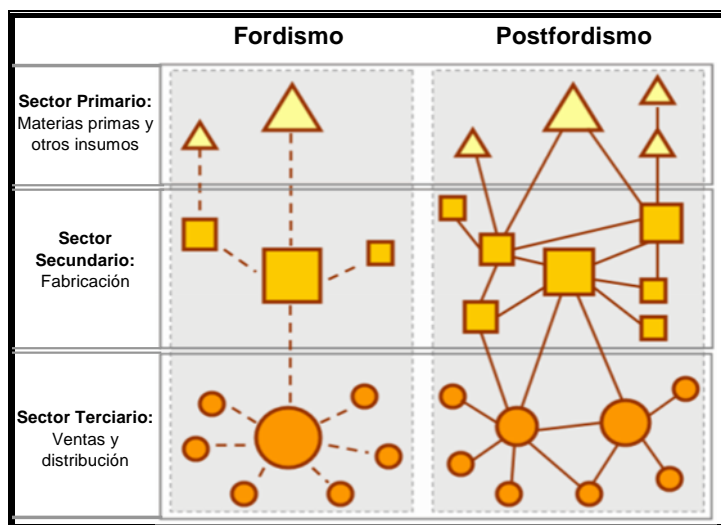 Fordismo
Postfordismo
Sector Primario:
Materias primas y
otros insumos
Sector
Secundario:
Fabricación
Sector Terciario:
Ventas y
distribución